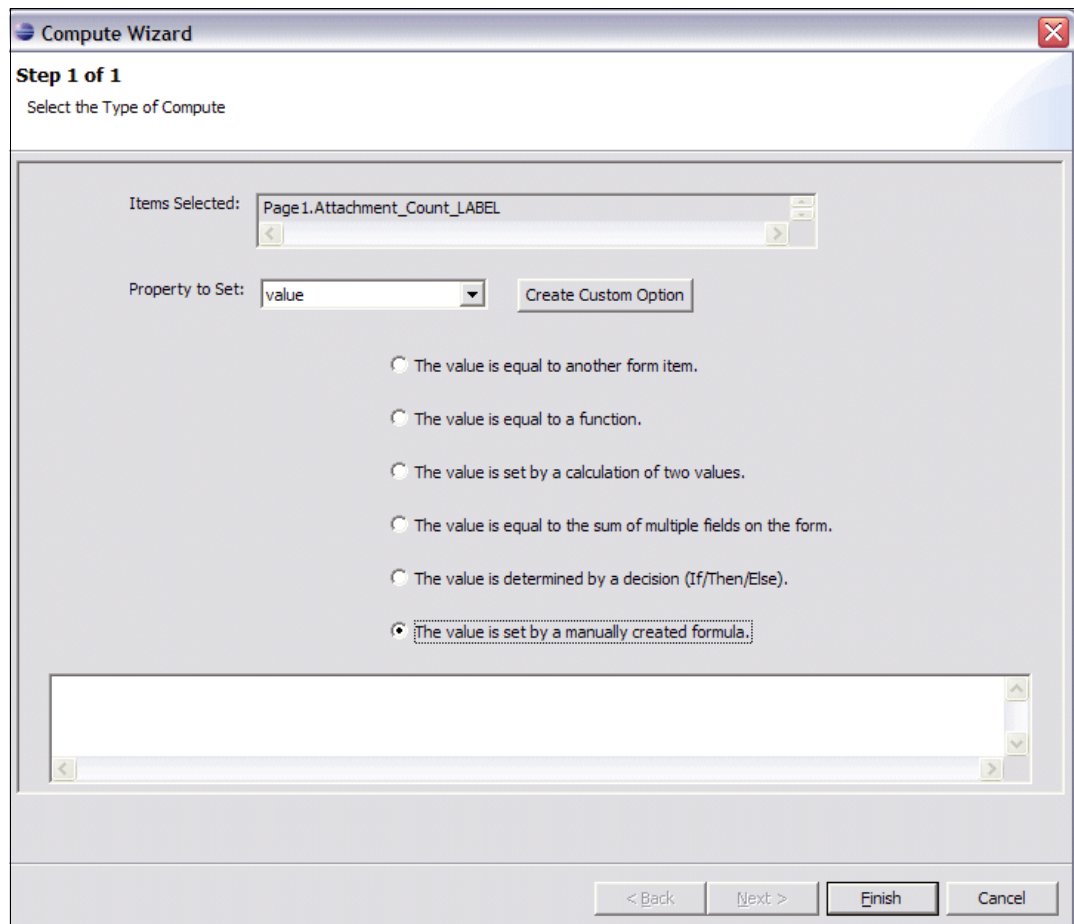 Compute Wizard
Step 1 of 1
Select the Type of Compute
Items Selected: Page1.Attachment_Count_LABEL
Property to Set: value Create Custom Option
The value is equal to another form item.
The value is equal to a function.
The value is set by a calculation of two values.
The value is equal to the sum of multiple fields on the form.
The value is determined by a decision (If/Then/Else).
The value is set by a manually created formula.
< Back Next > Finish Cancel